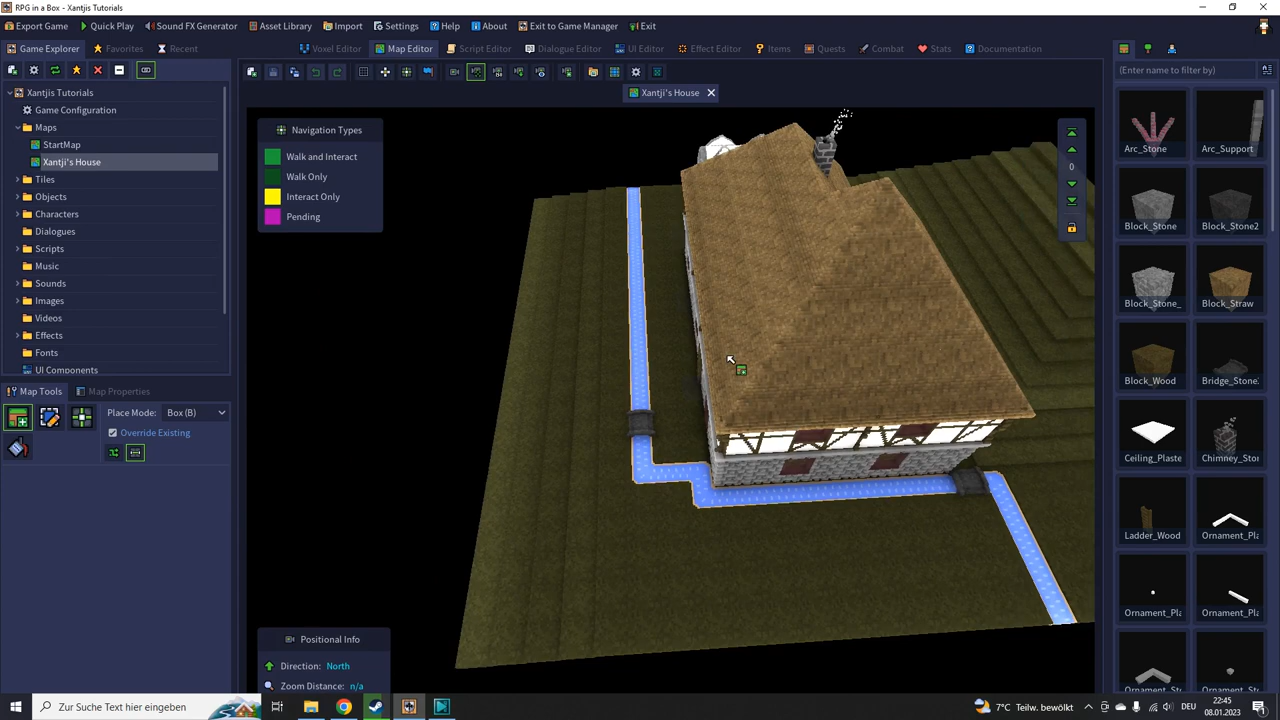 RPG in a Box - Xantjis Tutorials
Export Game Quick Play Sound FX Generator Asset Library Import Settings Help About Exit to Game Manager Exit
Game Explorer Favorites Recent
Voxel Editor Map Editor Script Editor Dialogue Editor UI Editor Effect Editor Items Quests Combat Stats Documentation
(Enter name to filter by)
Xantjis Tutorials
Game Configuration
Maps
StartMap
Xantji's House
Tiles
Objects
Characters
Dialogues
Scripts
Music
Sounds
Images
Videos
Effects
Fonts
UI Components
Map Tools Map Properties
Place Mode: Box (B)
Override Existing
Xantji's House
Navigation Types
Walk and Interact
Walk Only
Interact Only
Pending
0
Positional Info
Direction: North
Zoom Distance: n/a
Arc_Stone Arc_Support
Block_Stone Block_Stone2
Block_Stone_ Block_Straw
Block_Wood Bridge_Stone
Ceiling_Plaste Chimney_Stor
Ladder_Wood Ornament_Pla
Ornament_Pla Ornament_Pla
Ornament_Sto Ornament_Sto
Zur Suche Text hier eingeben
7°C Teilw. bewölkt
DEU
22:45
08.01.2023
1